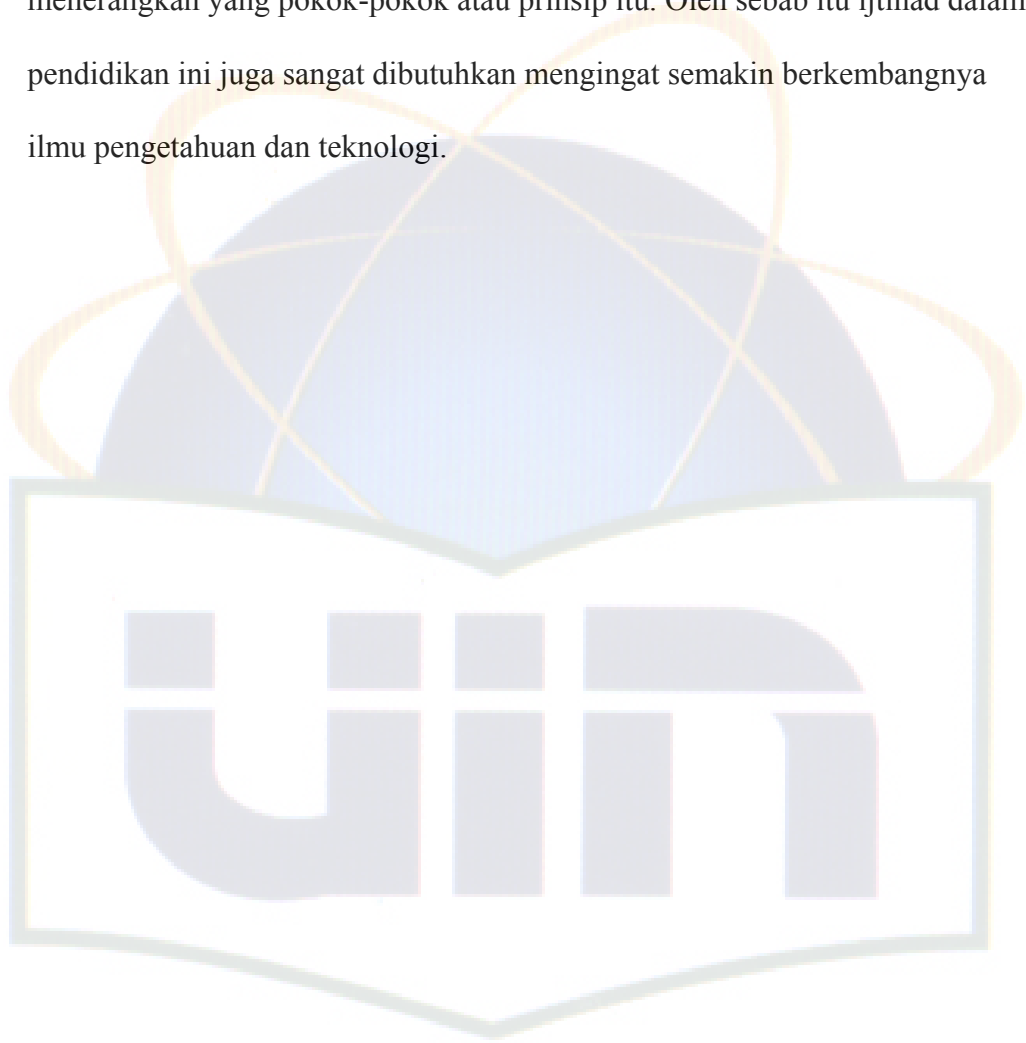 menerangkan yang pokok-pokok atau prinsip itu. Oleh sebab itu ijtihad dalam
pendidikan ini juga sangat dibutuhkan mengingat semakin berkembangnya
ilmu pengetahuan dan teknologi.
uin